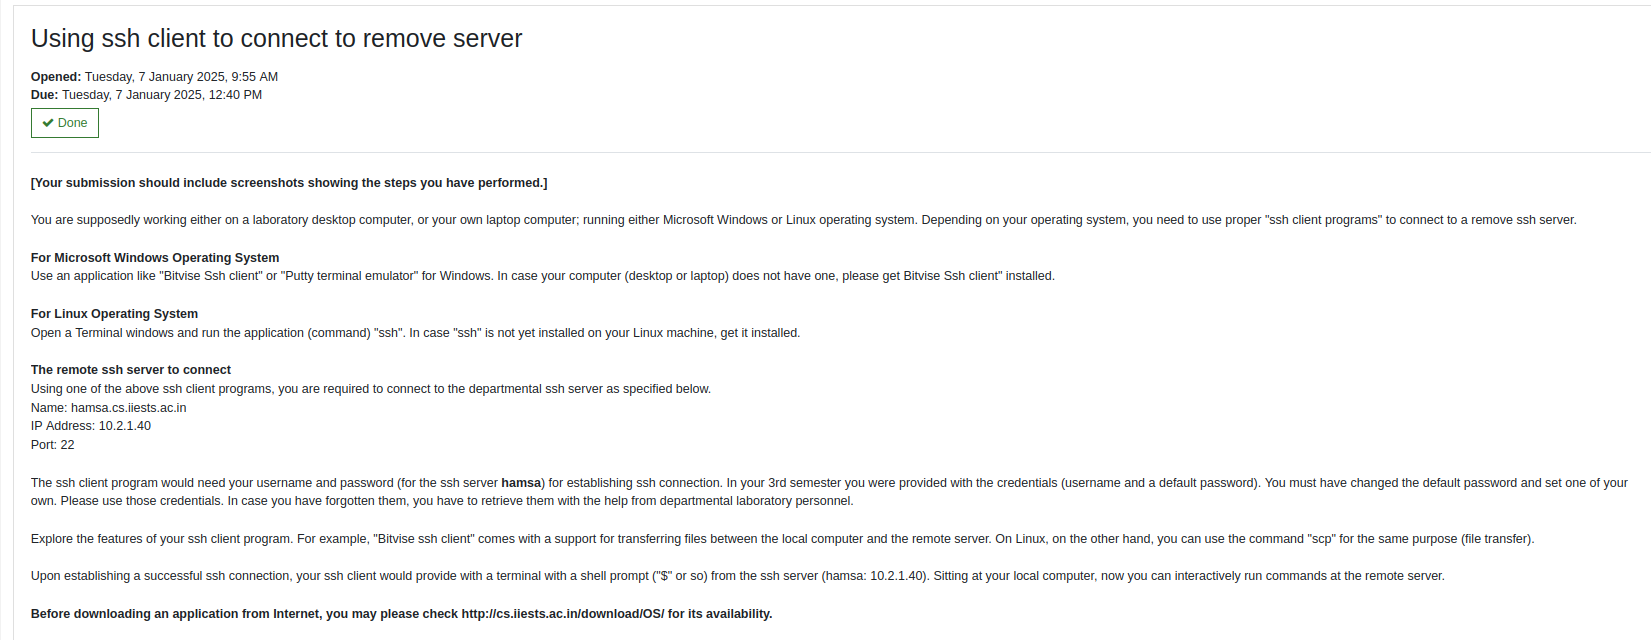 Using ssh client to connect to remove server
Opened: Tuesday, 7 January 2025, 9:55 AM
Due: Tuesday, 7 January 2025, 12:40 PM
✔ Done
[Your submission should include screenshots showing the steps you have performed.]
You are supposedly working either on a laboratory desktop computer, or your own laptop computer; running either Microsoft Windows or Linux operating system. Depending on your operating system, you need to use proper "ssh client programs" to connect to a remove ssh server.
For Microsoft Windows Operating System
Use an application like "Bitvise Ssh client" or "Putty terminal emulator" for Windows. In case your computer (desktop or laptop) does not have one, please get Bitvise Ssh client" installed.
For Linux Operating System
Open a Terminal windows and run the application (command) "ssh". In case "ssh" is not yet installed on your Linux machine, get it installed.
The remote ssh server to connect
Using one of the above ssh client programs, you are required to connect to the departmental ssh server as specified below.
Name: hamsa.cs.iiests.ac.in
IP Address: 10.2.1.40
Port: 22
The ssh client program would need your username and password (for the ssh server hamsa) for establishing ssh connection. In your 3rd semester you were provided with the credentials (username and a default password). You must have changed the default password and set one of your
own. Please use those credentials. In case you have forgotten them, you have to retrieve them with the help from departmental laboratory personnel.
Explore the features of your ssh client program. For example, "Bitvise ssh client" comes with a support for transferring files between the local computer and the remote server. On Linux, on the other hand, you can use the command "scp" for the same purpose (file transfer).
Upon establishing a successful ssh connection, your ssh client would provide with a terminal with a shell prompt ("$" or so) from the ssh server (hamsa: 10.2.1.40). Sitting at your local computer, now you can interactively run commands at the remote server.
Before downloading an application from Internet, you may please check http://cs.iiests.ac.in/download/OS/ for its availability.